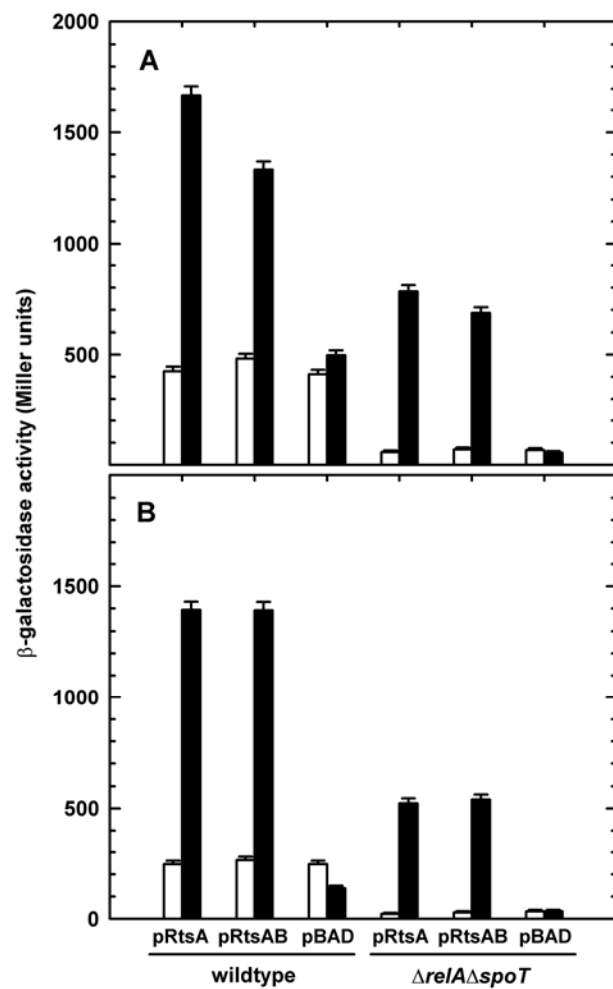 2000
A
1500
1000
500
β-galactosidase activity (Miller units)
B
1500
1000
500
0
pRtsA pRtsAB pBAD pRtsA pRtsAB pBAD
wildtype ΔrelAΔspoT